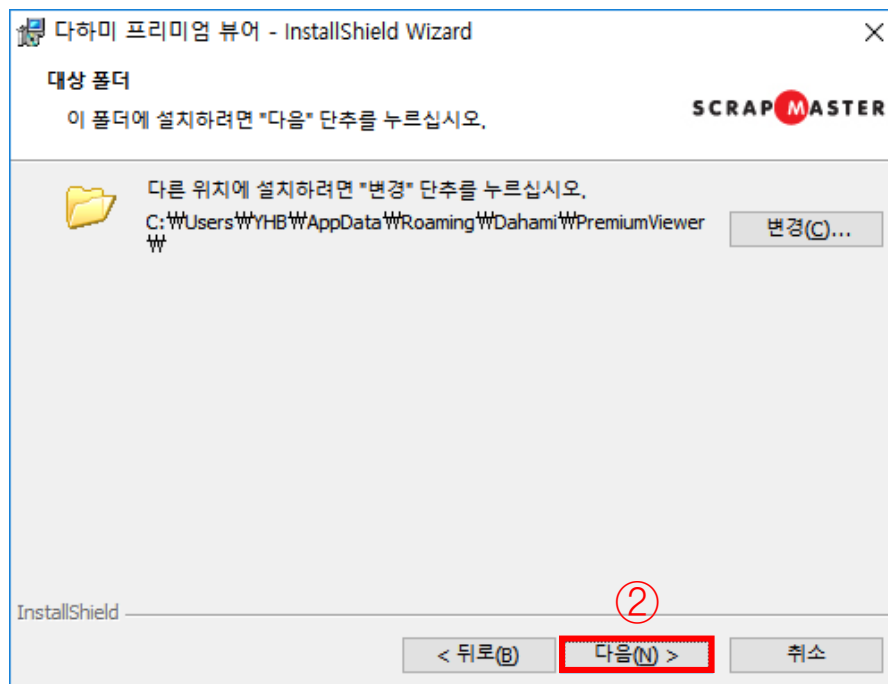 다하미 프리미엄 뷰어 - InstallShield Wizard
대상 폴더
이 폴더에 설치하려면 "다음" 단추를 누르십시오.
SCRAP MASTER
다른 위치에 설치하려면 "변경" 단추를 누르십시오.
C:₩Users₩YHB₩AppData₩Roaming₩Dahami₩PremiumViewer
₩
변경(C)...
②
InstallShield
< 뒤로(B)
다음(N) >
취소